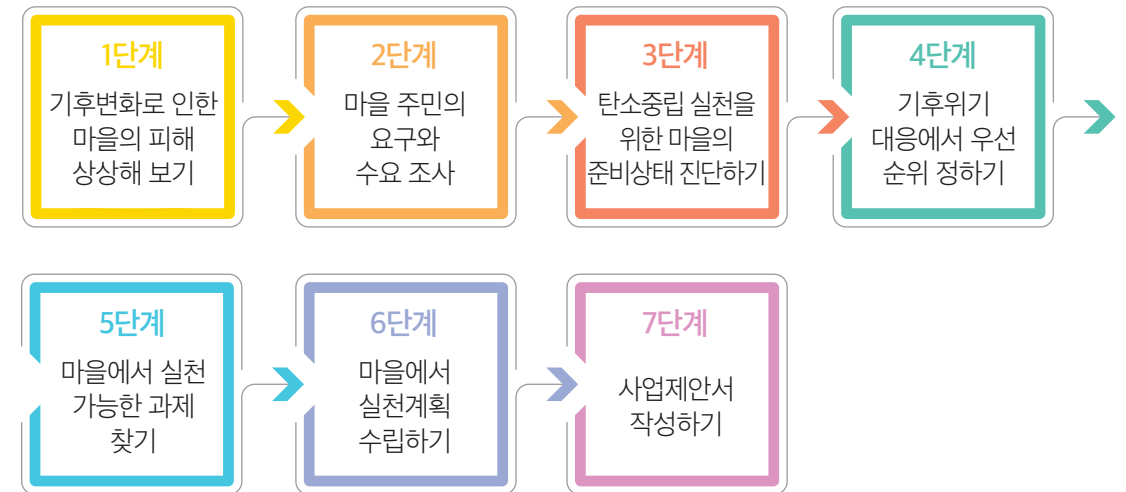 1단계
기후변화로 인한
마을의 피해
상상해 보기
2단계
마을 주민의
요구와
수요 조사
3단계
탄소중립 실천을
위한 마을의
준비상태 진단하기
4단계
기후위기
대응에서 우선
순위 정하기
5단계
마을에서 실천
가능한 과제
찾기
6단계
마을에서
실천계획
수립하기
7단계
사업제안서
작성하기